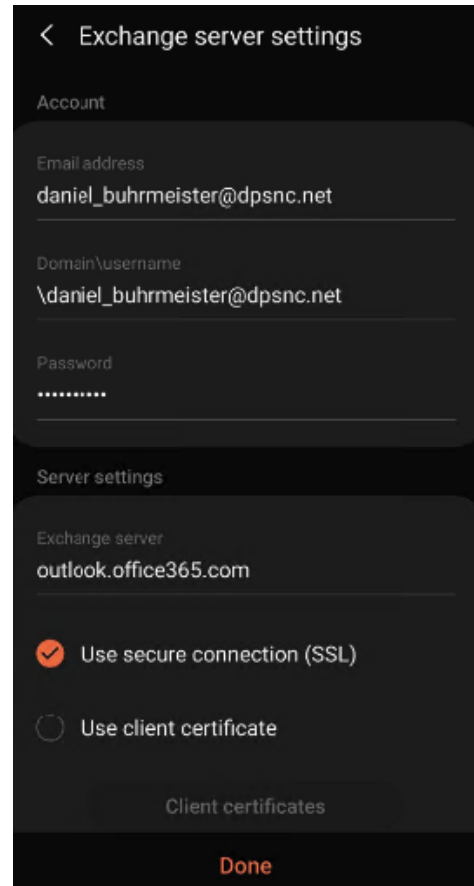 Exchange server settings
Account
Email address
daniel_buhrmeister@dpsnc.net
Domain\username
\daniel_buhrmeister@dpsnc.net
Password
••••••••••
Server settings
Exchange server
outlook.office365.com
Use secure connection (SSL)
Use client certificate
Client certificates
Done